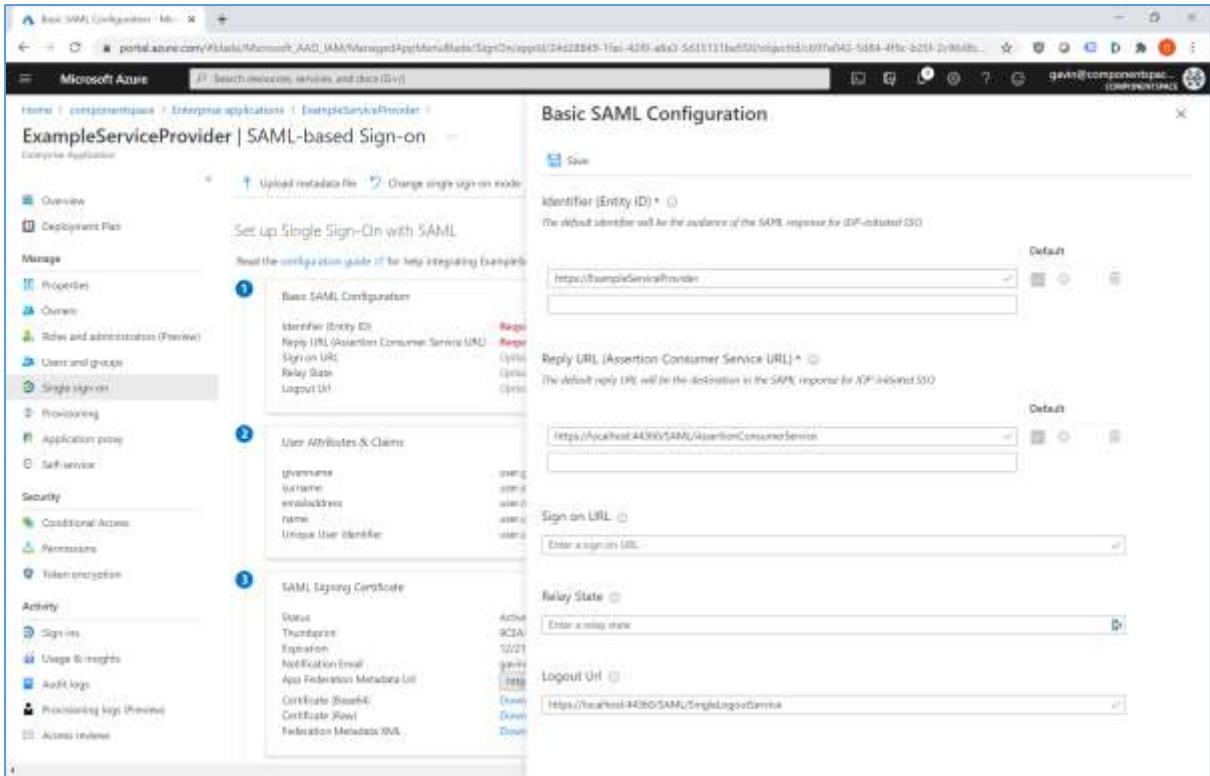 Basic SAML Configuration - Mic
Microsoft Azure
Search resources, services, and docs (G+/)
gavin@componentspac...
COMPONENTSPACE
Home > componentspace > Enterprise applications > ExampleServiceProvider >
ExampleServiceProvider | SAML-based Sign-on ...
Enterprise Application
Overview
Deployment Plan
Manage
Properties
Owners
Roles and administrators (Preview)
Users and groups
Single sign-on
Provisioning
Application proxy
Self-service
Security
Conditional Access
Permissions
Token encryption
Activity
Sign-ins
Usage & insights
Audit logs
Provisioning logs (Preview)
Access reviews
Upload metadata file
Change single sign-on mode
Set up Single Sign-On with SAML
Read the configuration guide for help integrating
1
Basic SAML Configuration
Identifier (Entity ID)
Reply URL (Assertion Consumer Service URL)
Sign on URL
Relay State
Logout Url
2
User Attributes & Claims
givenname
surname
emailaddress
name
Unique User Identifier
3
SAML Signing Certificate
Status
Active
Thumbprint
Expiration
12/21
Notification Email
App Federation Metadata Url
Certificate (Base64)
Certificate (Raw)
Federation Metadata XML
Basic SAML Configuration
Save
Identifier (Entity ID) *
The default identifier will be the audience of the SAML response for IDP-initiated SSO
Default
https://ExampleServiceProvider
Reply URL (Assertion Consumer Service URL) *
The default reply URL will be the destination in the SAML response for IDP-initiated SSO
Default
https://localhost:44360/SAML/AssertionConsumerService
Sign on URL
Enter a sign on URL
Relay State
Enter a relay state
Logout Url
https://localhost:44360/SAML/SingleLogoutService